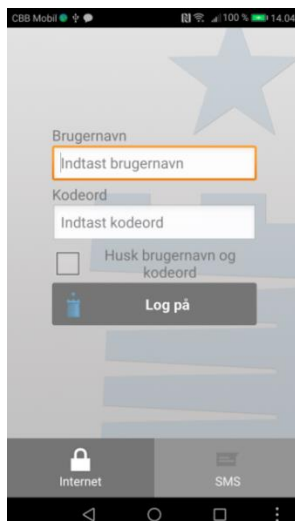 CBB Mobil 100 % 14.04
Brugernavn
Indtast brugernavn
Kodeord
Indtast kodeord
Husk brugernavn og
kodeord
Log på
Internet SMS